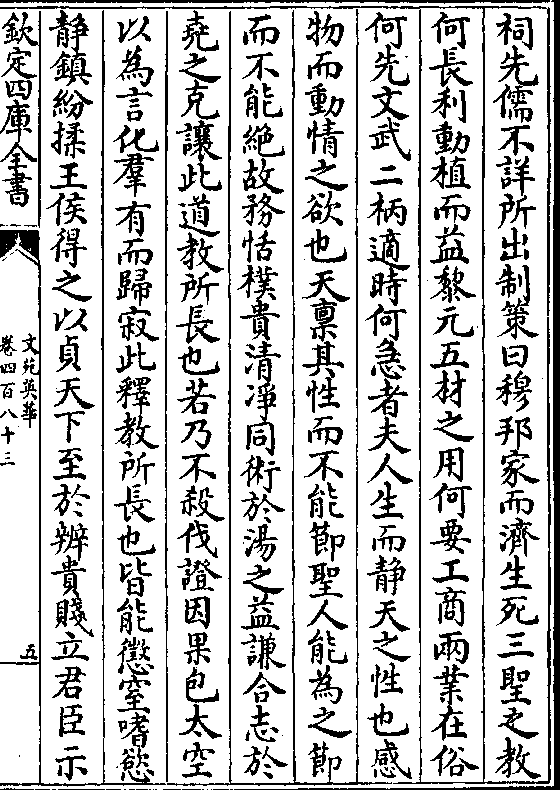 祠先儒不詳所出制策曰穆邦家而濟生死三聖之教
何長利動植而益黎元五材之用何要工商兩業在俗
何先文武二柄適時何急者夫人生而静天之性也感
物而動情之欲也天禀其性而不能節聖人能為之節
而不能絶故務恬樸貴清凈同術於湯之益謙合志於
堯之克讓此道教所長也若乃不殺伐證因果包太空
以為言化羣有而歸寂此釋教所長也皆能懲窒嗜慾
静鎮紛揉王侯得之以貞天下至於辨貴賤立君臣示
欽定四庫全書
文苑英華
卷四百八十三
五